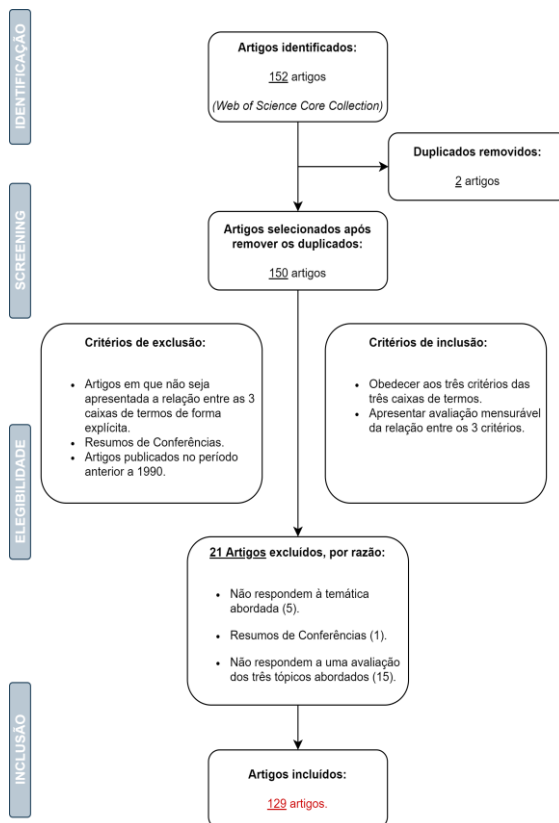 IDENTIFICAÇÃO
Artigos identificados:
152 artigos
(Web of Science Core Collection)
Duplicados removidos:
2 artigos
SCREENING
Artigos selecionados após
remover os duplicados:
150 artigos
ELEGIBILIDADE
Critérios de exclusão:
• Artigos em que não seja
apresentada a relação entre as 3
caixas de termos de forma
explícita.
• Resumos de Conferências.
• Artigos publicados no período
anterior a 1990.
Critérios de inclusão:
• Obedecer aos três critérios das
três caixas de termos.
• Apresentar avaliação mensurável
da relação entre os 3 critérios.
21 Artigos excluídos, por razão:
• Não respondem à temática
abordada (5).
• Resumos de Conferências (1).
• Não respondem a uma avaliação
dos três tópicos abordados (15).
INCLUSÃO
Artigos incluídos:
129 artigos.